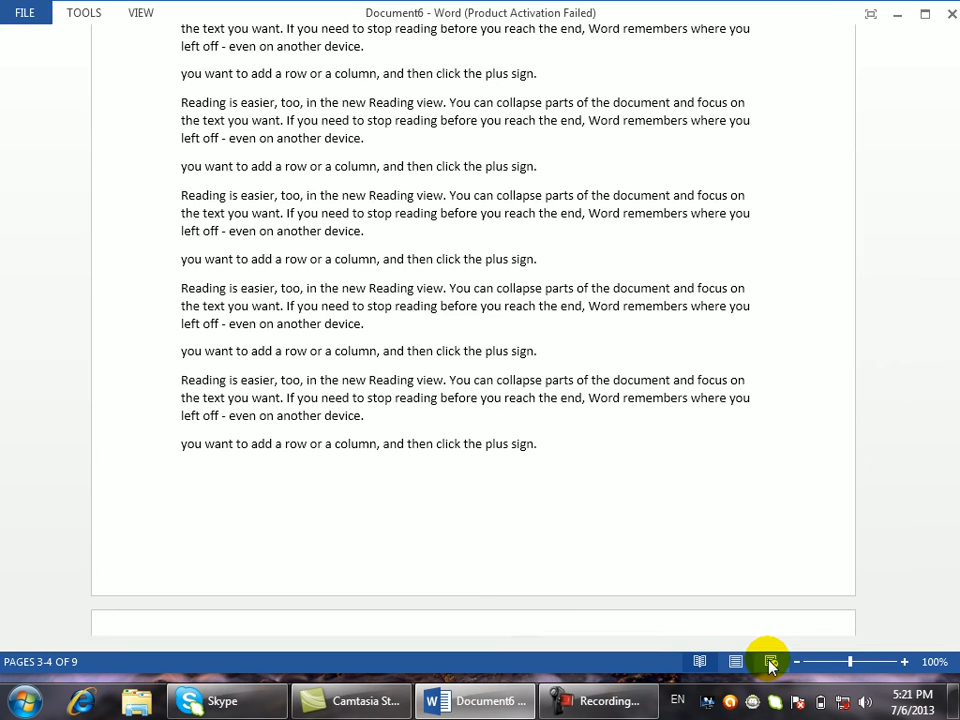 FILE TOOLS VIEW Document6 - Word (Product Activation Failed)
the text you want. If you need to stop reading before you reach the end, Word remembers where you
left off - even on another device.
you want to add a row or a column, and then click the plus sign.
Reading is easier, too, in the new Reading view. You can collapse parts of the document and focus on
the text you want. If you need to stop reading before you reach the end, Word remembers where you
left off - even on another device.
you want to add a row or a column, and then click the plus sign.
Reading is easier, too, in the new Reading view. You can collapse parts of the document and focus on
the text you want. If you need to stop reading before you reach the end, Word remembers where you
left off - even on another device.
you want to add a row or a column, and then click the plus sign.
Reading is easier, too, in the new Reading view. You can collapse parts of the document and focus on
the text you want. If you need to stop reading before you reach the end, Word remembers where you
left off - even on another device.
you want to add a row or a column, and then click the plus sign.
Reading is easier, too, in the new Reading view. You can collapse parts of the document and focus on
the text you want. If you need to stop reading before you reach the end, Word remembers where you
left off - even on another device.
you want to add a row or a column, and then click the plus sign.
PAGES 3-4 OF 9 100%
Skype Camtasia St... Document6 ... Recording... EN 5:21 PM
7/6/2013